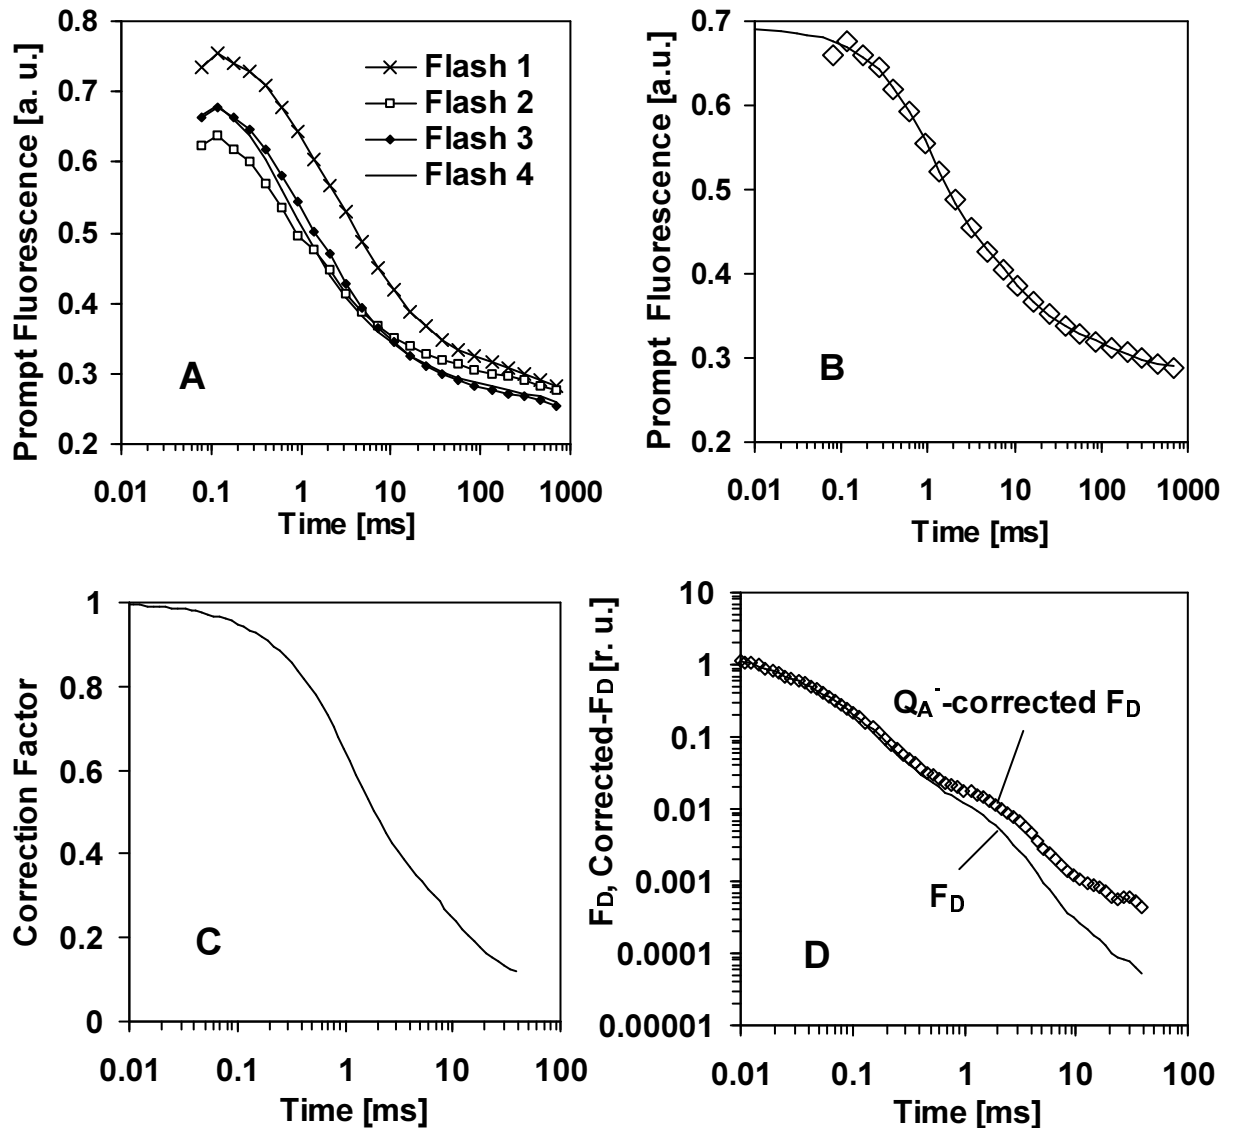 Prompt Fluorescence [a. u.]
0.8
0.7
0.6
0.5
0.4
0.3
0.2
Flash 1
Flash 2
Flash 3
Flash 4
A
0.01 0.1 1 10 100 1000
Time [ms]
Prompt Fluorescence [a.u.]
0.7
0.6
0.5
0.4
0.3
0.2
B
0.01 0.1 1 10 100 1000
Time [ms]
Correction Factor
1
0.8
0.6
0.4
0.2
0
C
0.01 0.1 1 10 100
Time [ms]
FD, Corrected-FD [r. u.]
10
1
0.1
0.01
0.001
0.0001
0.00001
QA⁻-corrected FD
FD
D
0.01 0.1 1 10 100
Time [ms]